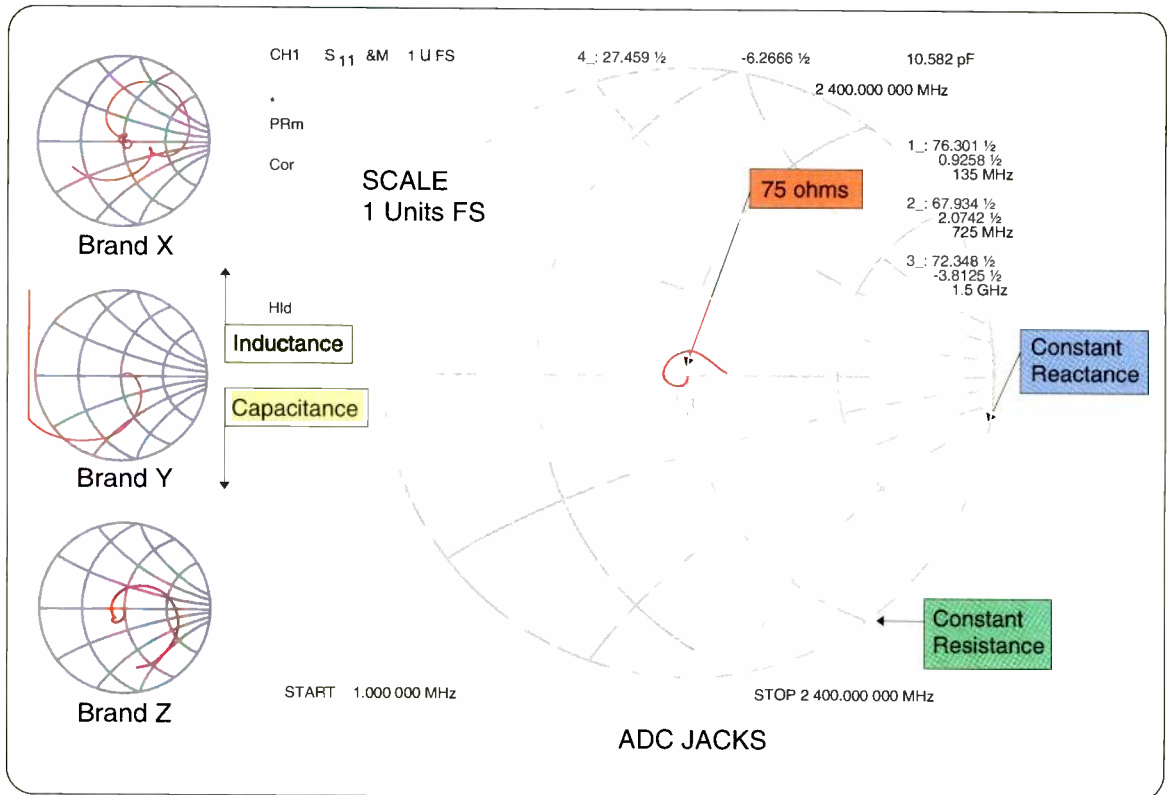 CH1 S11 &M 1 U FS 4_: 27.459 ½ -6.2666 ½ 10.582 pF
2 400.000 000 MHz
*
PRm
Cor
SCALE
1 Units FS
75 ohms
1_: 76.301 ½
0.9258 ½
135 MHz
2_: 67.934 ½
2.0742 ½
725 MHz
3_: 72.348 ½
-3.8125 ½
1.5 GHz
Brand X
Hld
Inductance
Capacitance
Constant
Reactance
Brand Y
Constant
Resistance
Brand Z
START 1.000 000 MHz
STOP 2 400.000 000 MHz
ADC JACKS